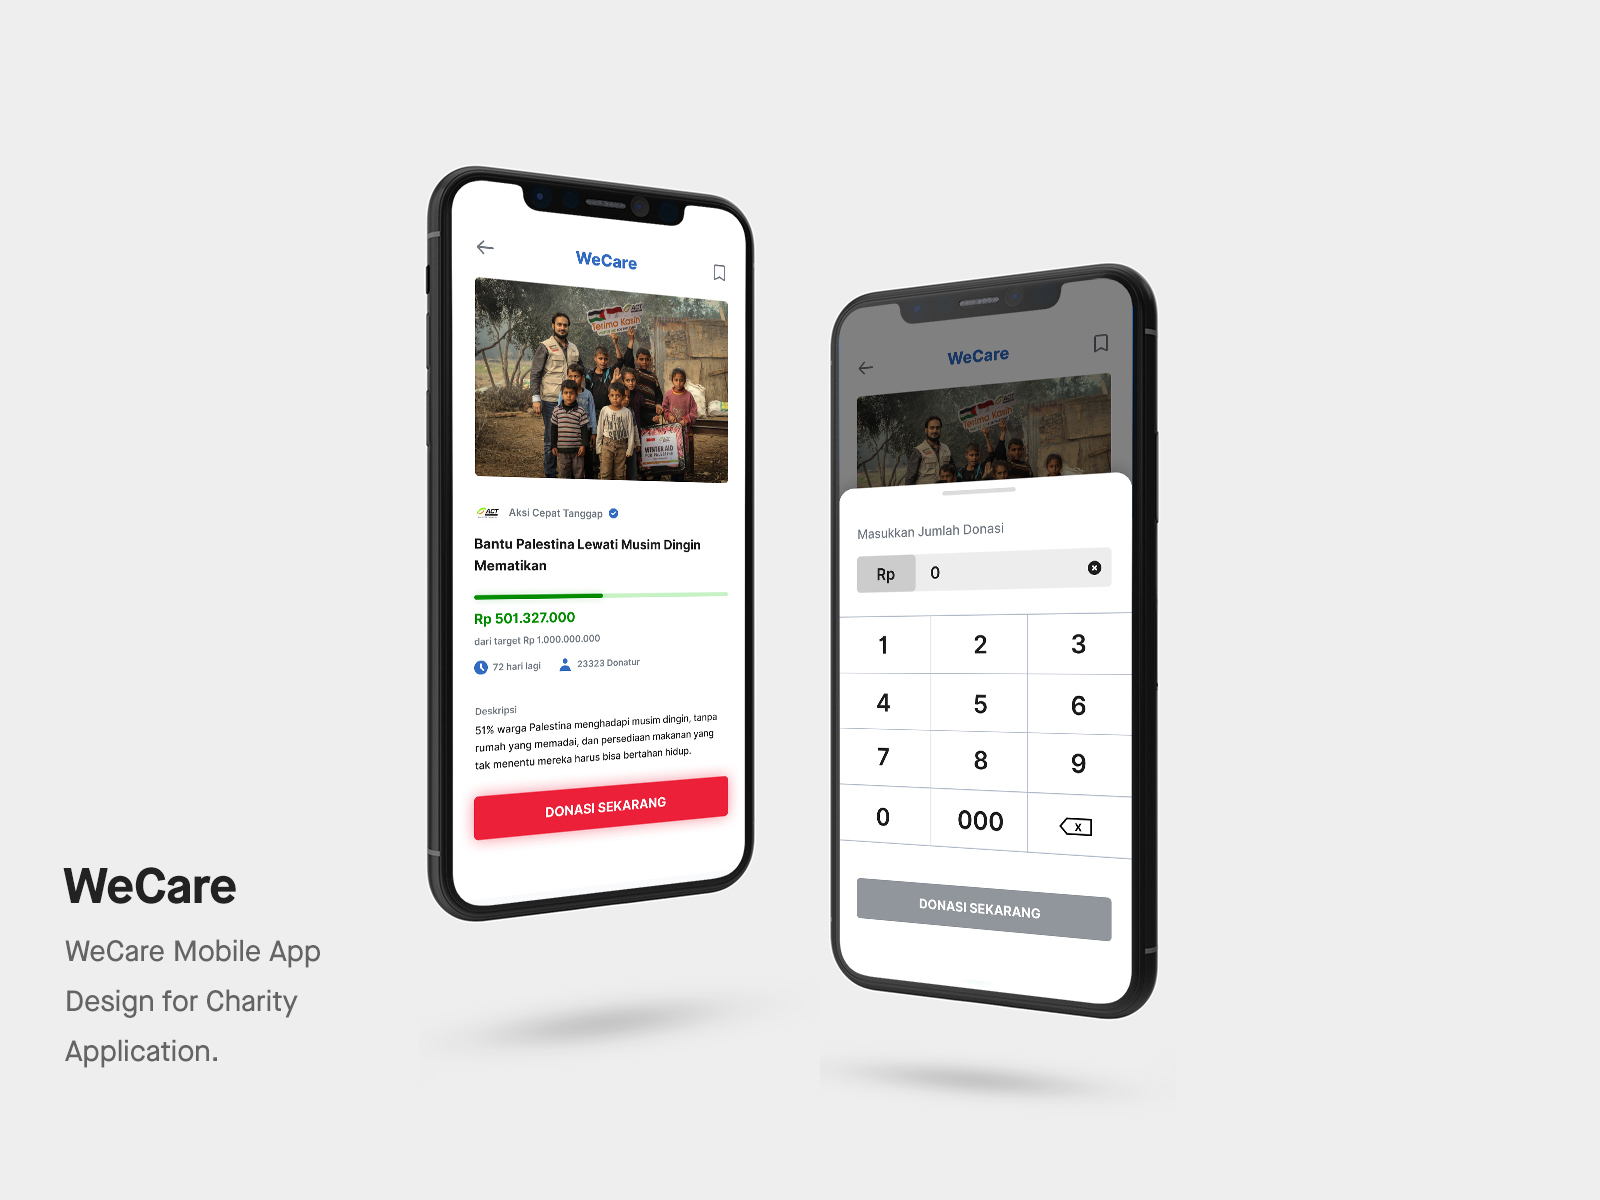 WeCare
ACT
Terima Kasih
WINTER AID
FOR PALESTINE
ACT
Aksi Cepat Tanggap
Bantu Palestina Lewati Musim Dingin
Mematikan
Rp 501.327.000
dari target Rp 1.000.000.000
72 hari lagi
23323 Donatur
Deskripsi
51% warga Palestina menghadapi musim dingin, tanpa
rumah yang memadai, dan persediaan makanan yang
tak menentu mereka harus bisa bertahan hidup.
DONASI SEKARANG
WeCare
ACT
Terima Kasih
Masukkan Jumlah Donasi
Rp 0
1 2 3
4 5 6
7 8 9
0 000 x
DONASI SEKARANG
WeCare
WeCare Mobile App
Design for Charity
Application.